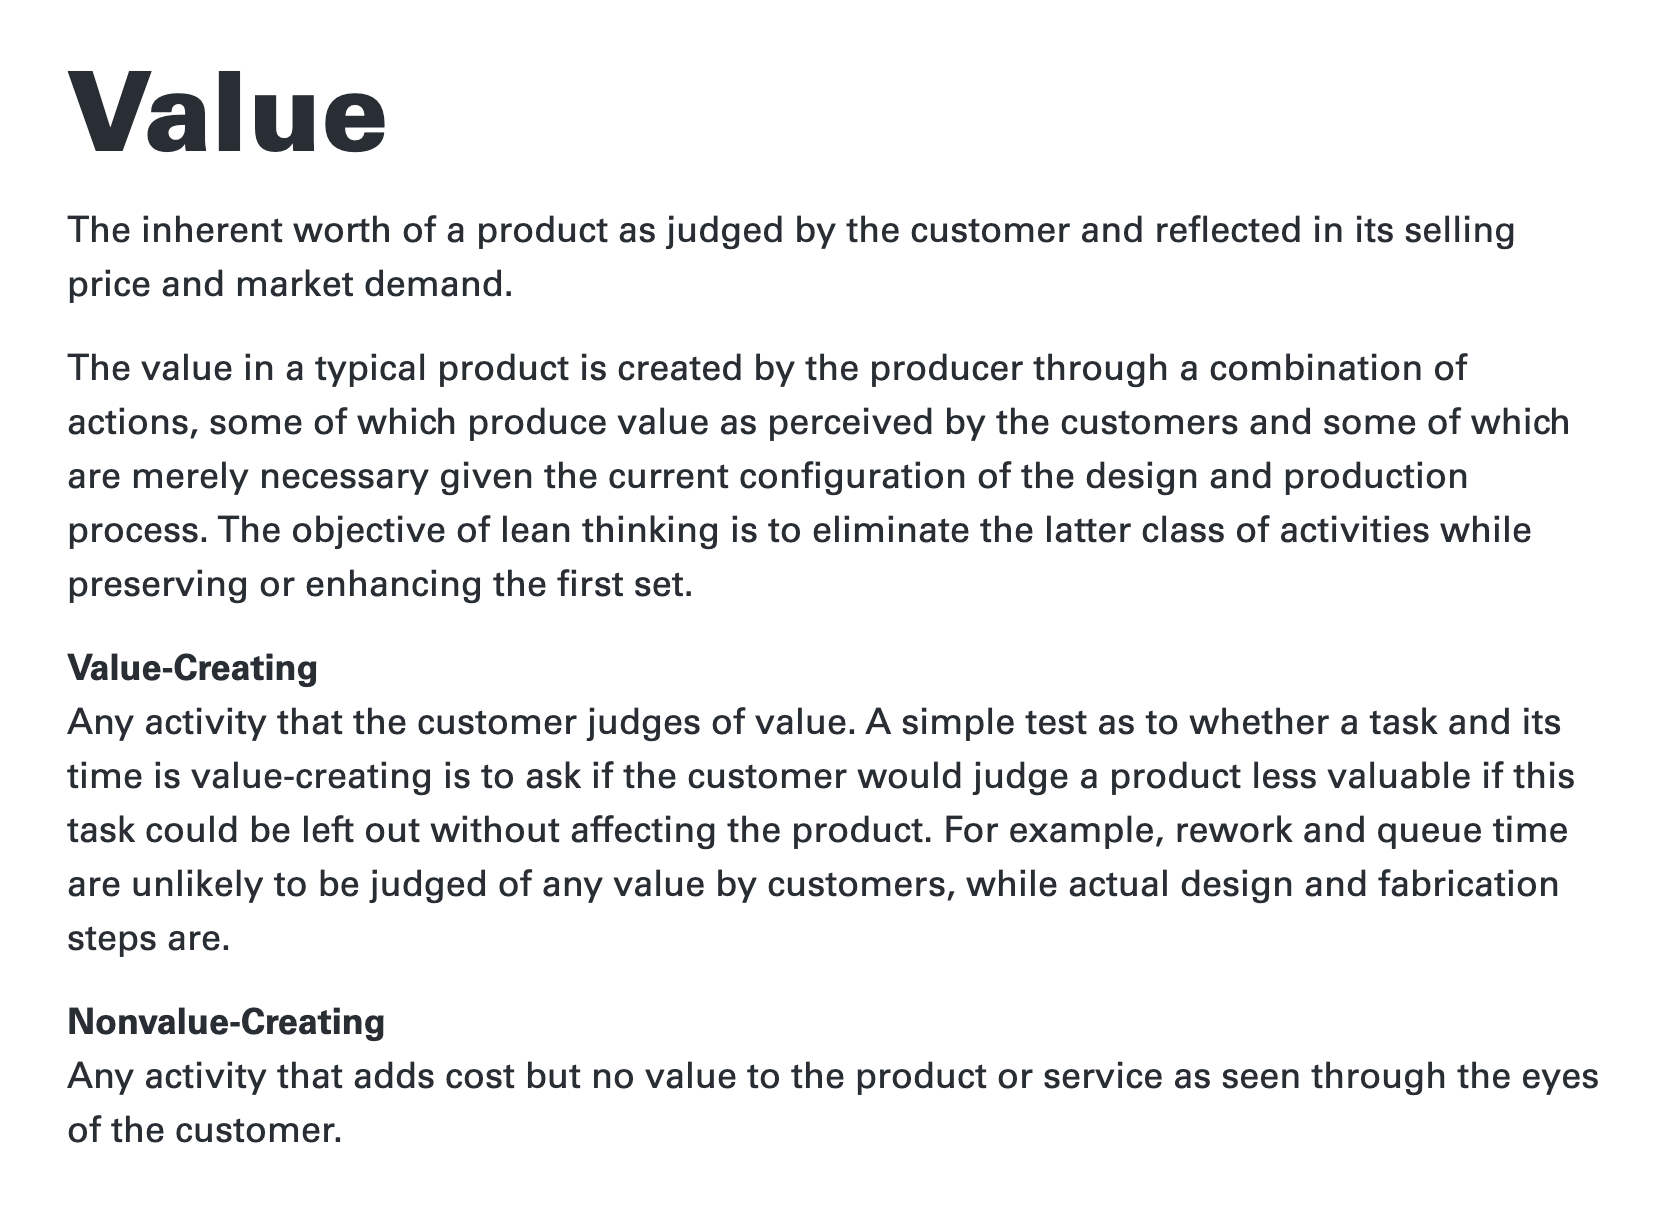 Value
The inherent worth of a product as judged by the customer and reflected in its selling
price and market demand.
The value in a typical product is created by the producer through a combination of
actions, some of which produce value as perceived by the customers and some of which
are merely necessary given the current configuration of the design and production
process. The objective of lean thinking is to eliminate the latter class of activities while
preserving or enhancing the first set.
Value-Creating
Any activity that the customer judges of value. A simple test as to whether a task and its
time is value-creating is to ask if the customer would judge a product less valuable if this
task could be left out without affecting the product. For example, rework and queue time
are unlikely to be judged of any value by customers, while actual design and fabrication
steps are.
Nonvalue-Creating
Any activity that adds cost but no value to the product or service as seen through the eyes
of the customer.